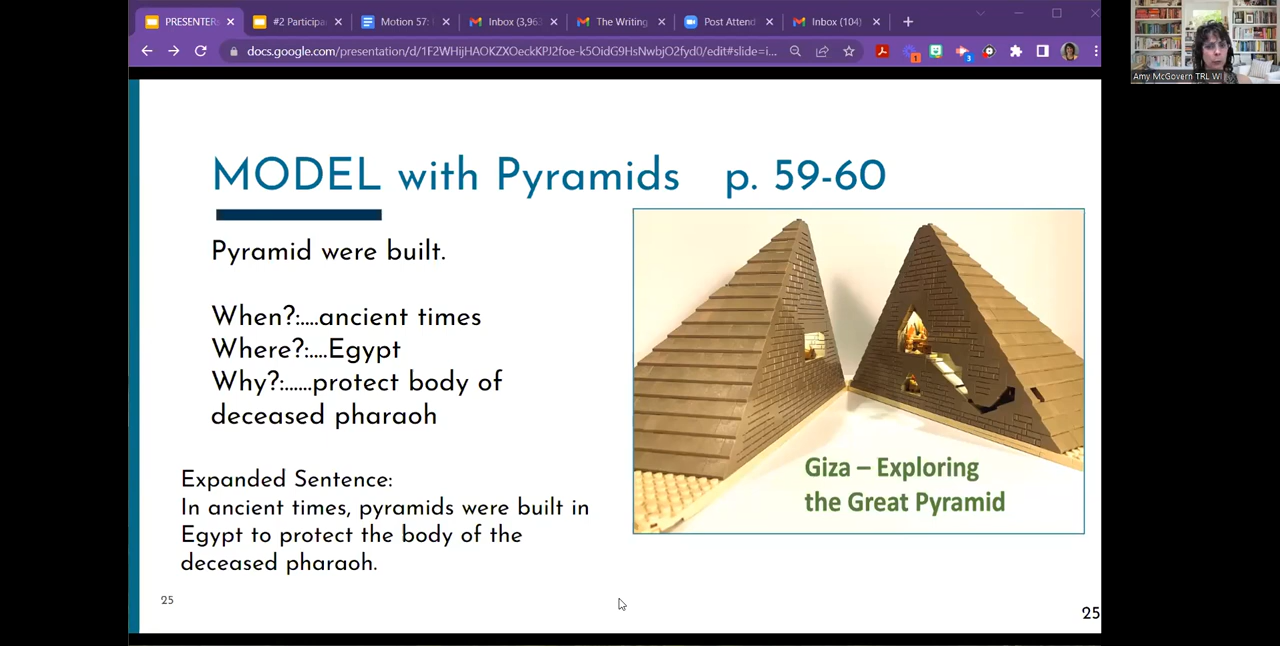 PRESENTER
#2 Participa
Motion 57:
Inbox (3,96
The Writing
Post Attend
Inbox (104)
docs.google.com/presentation/d/1F2WHijHAOKZXOeckKPJ2foe-k5OidG9HsNwbjO2fyd0/edit#slide=i...
1
3
Amy McGovern TRL WI
MODEL with Pyramids p. 59-60
Pyramid were built.
When?:....ancient times
Where?:....Egypt
Why?:......protect body of
deceased pharaoh
Expanded Sentence:
In ancient times, pyramids were built in
Egypt to protect the body of the
deceased pharaoh.
Giza – Exploring
the Great Pyramid
25
25